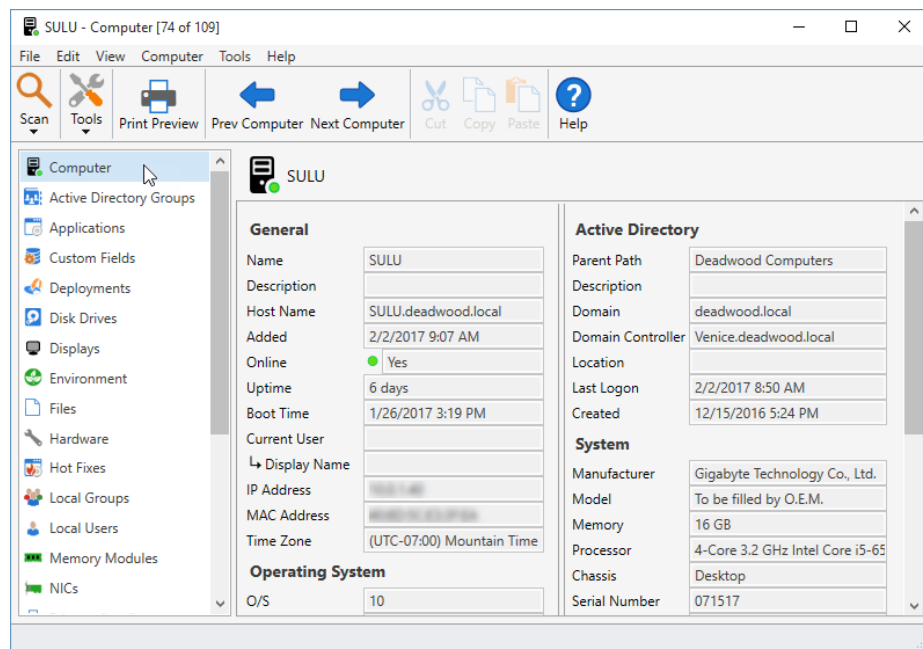 SULU - Computer [74 of 109]
File Edit View Computer Tools Help
Scan Tools Print Preview Prev Computer Next Computer Cut Copy Paste Help
Computer
Active Directory Groups
Applications
Custom Fields
Deployments
Disk Drives
Displays
Environment
Files
Hardware
Hot Fixes
Local Groups
Local Users
Memory Modules
NICs
SULU
General
Name SULU
Description
Host Name SULU.deadwood.local
Added 2/2/2017 9:07 AM
Online Yes
Uptime 6 days
Boot Time 1/26/2017 3:19 PM
Current User
↳ Display Name
IP Address
MAC Address
Time Zone (UTC-07:00) Mountain Time
Operating System
O/S 10
Active Directory
Parent Path Deadwood Computers
Description
Domain deadwood.local
Domain Controller Venice.deadwood.local
Location
Last Logon 2/2/2017 8:50 AM
Created 12/15/2016 5:24 PM
System
Manufacturer Gigabyte Technology Co., Ltd.
Model To be filled by O.E.M.
Memory 16 GB
Processor 4-Core 3.2 GHz Intel Core i5-65
Chassis Desktop
Serial Number 071517